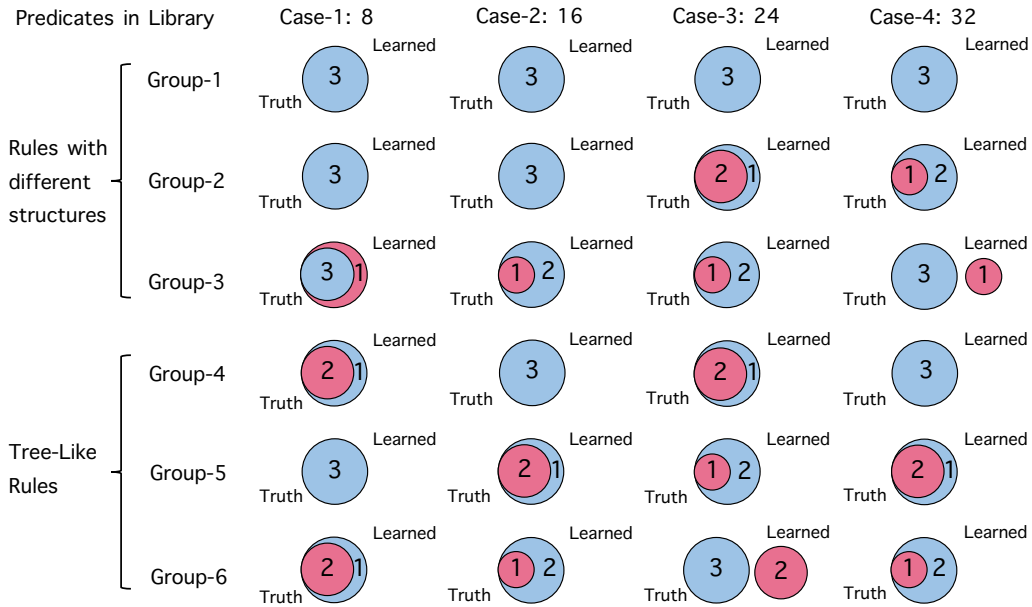 Predicates in Library Case-1: 8 Case-2: 16 Case-3: 24 Case-4: 32
Learned Learned Learned Learned
Group-1 3 3 3 3
Truth Truth Truth Truth
Rules with
different
structures
Learned Learned Learned Learned
Group-2 3 3 2 1 1 2
Truth Truth Truth Truth
Learned Learned Learned Learned
Group-3 3 1 1 2 1 2 3 1
Truth Truth Truth Truth
Learned Learned Learned Learned
Group-4 2 1 3 2 1 3
Truth Truth Truth Truth
Tree-Like
Rules
Learned Learned Learned Learned
Group-5 3 2 1 1 2 2 1
Truth Truth Truth Truth
Learned Learned Learned Learned
Group-6 2 1 1 2 3 2 1 2
Truth Truth Truth Truth